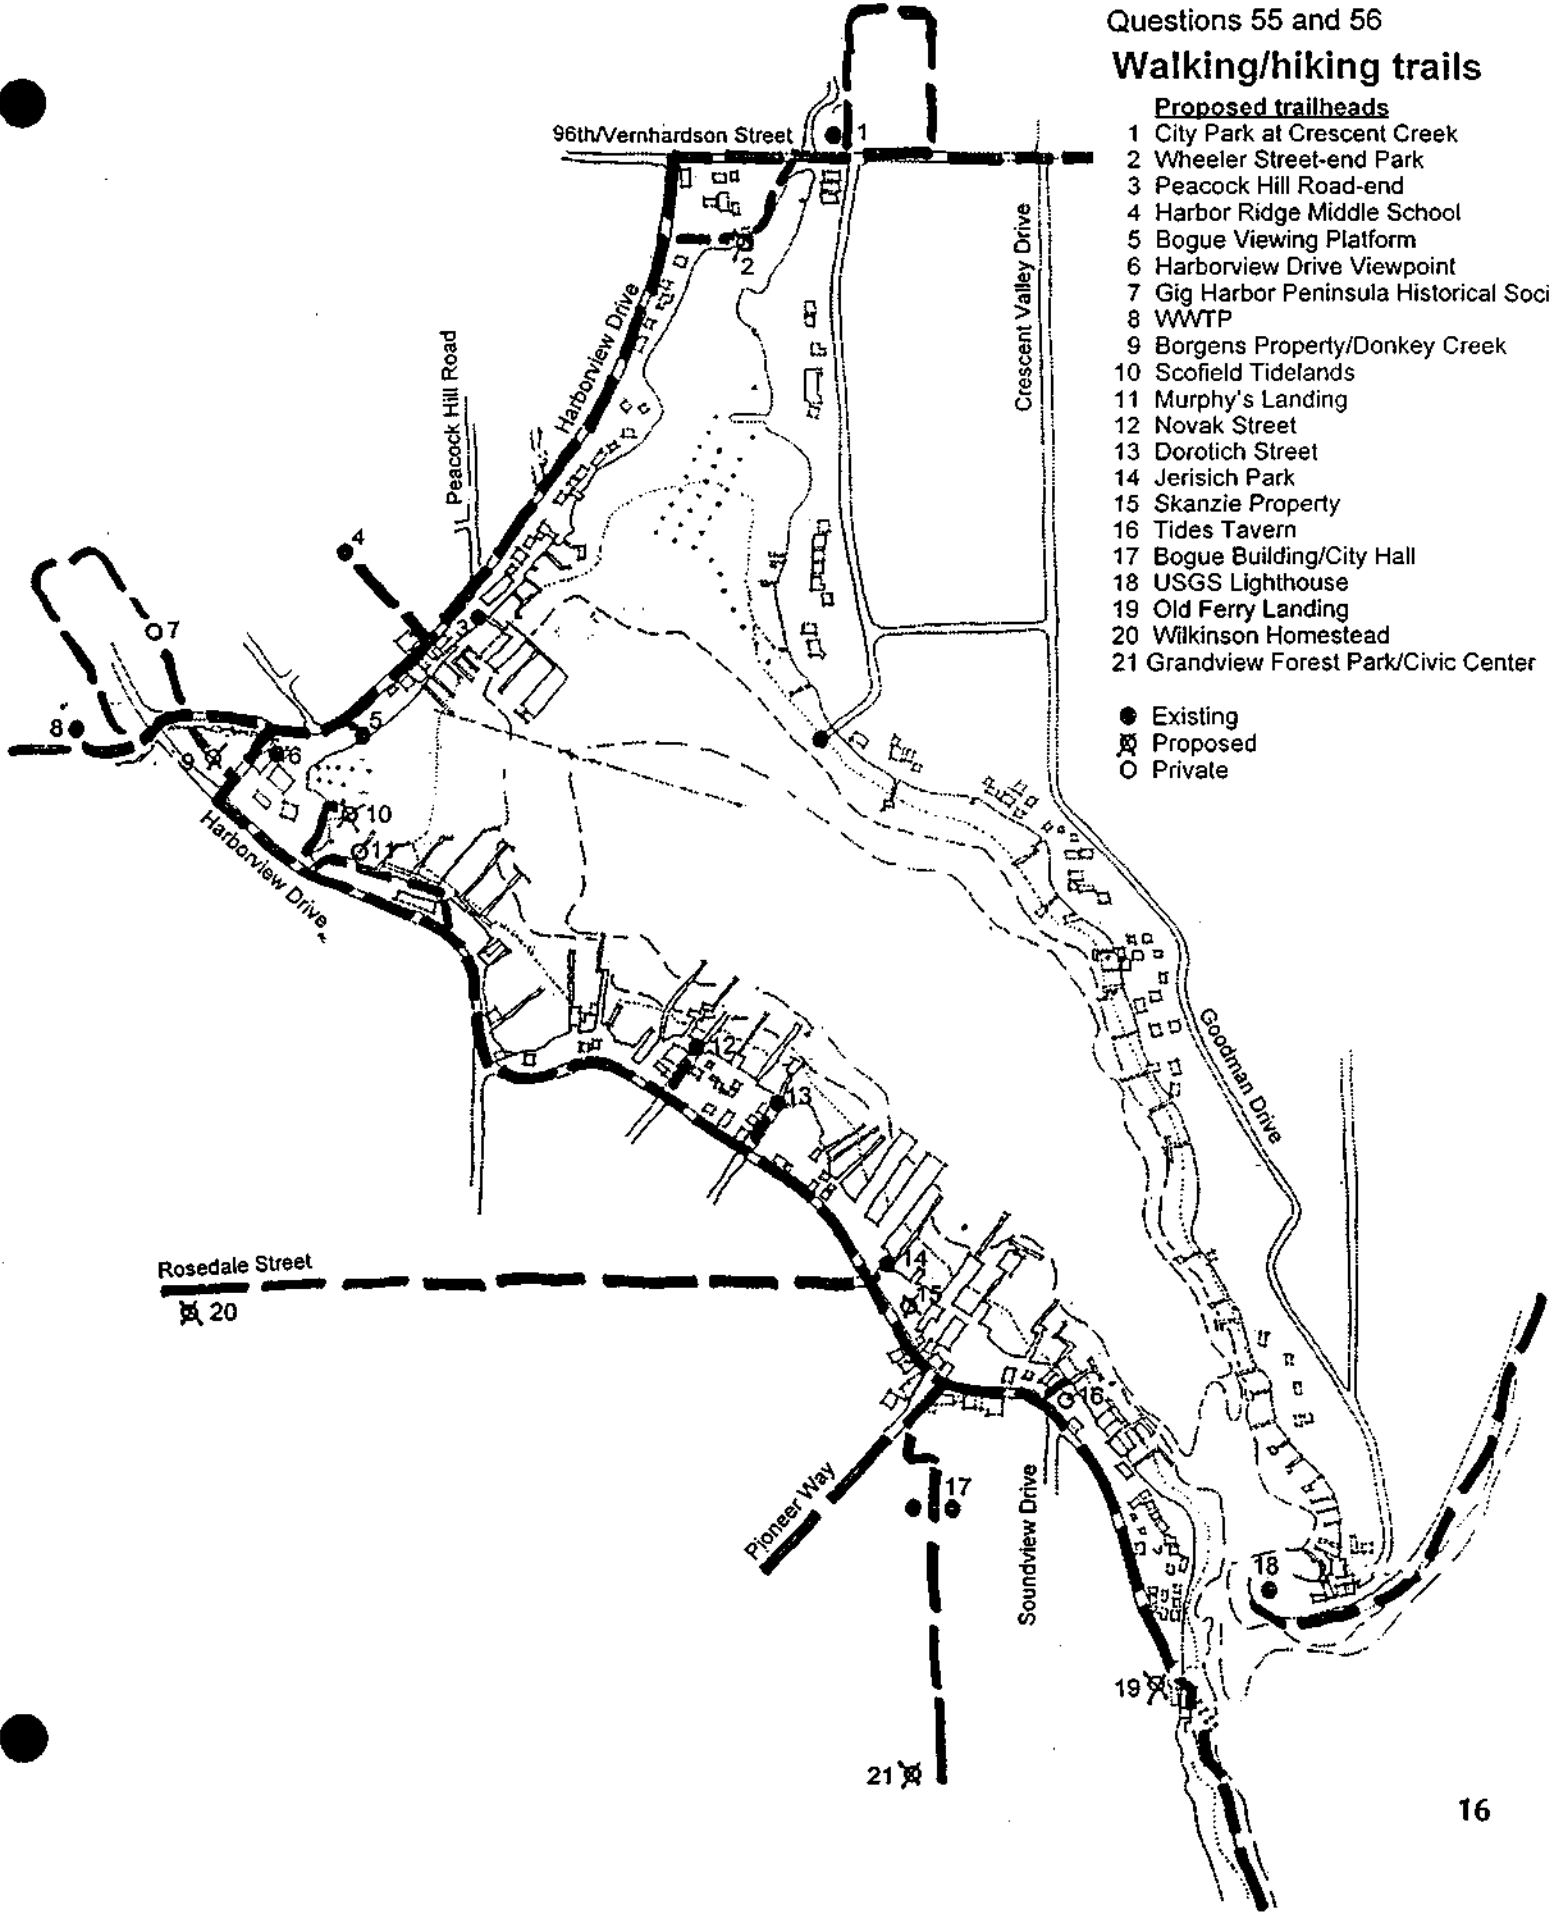 Questions 55 and 56
Walking/hiking trails
Proposed trailheads
1 City Park at Crescent Creek
2 Wheeler Street-end Park
3 Peacock Hill Road-end
4 Harbor Ridge Middle School
5 Bogue Viewing Platform
6 Harborview Drive Viewpoint
7 Gig Harbor Peninsula Historical Soci
8 WWTP
9 Borgens Property/Donkey Creek
10 Scofield Tidelands
11 Murphy's Landing
12 Novak Street
13 Dorotich Street
14 Jerisich Park
15 Skanzie Property
16 Tides Tavern
17 Bogue Building/City Hall
18 USGS Lighthouse
19 Old Ferry Landing
20 Wilkinson Homestead
21 Grandview Forest Park/Civic Center
Existing
Proposed
Private
96th/Vernhardson Street
1
2
Crescent Valley Drive
Harborview Drive
Peacock Hill Road
4
3
7
8
5
6
9
10
11
Harborview Drive
12
13
Goodman Drive
Rosedale Street
20
14
15
16
Pioneer Way
17
Soundview Drive
18
19
21
16